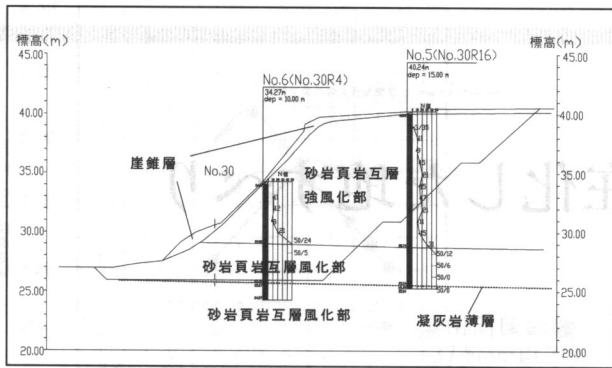 標高(m)
標高(m)
45.00
40.00
35.00
30.00
25.00
20.00
45.00
40.00
35.00
30.00
25.00
20.00
No.5(No.30R16)
40.24m
dep = 15.00 m
No.6(No.30R4)
34.27m
dep = 10.00 m
N値
N値
崖錐層
No.30
砂岩頁岩互層
強風化部
50/24
50/5
50/12
50/6
50/0
50/0
砂岩頁岩互層風化部
砂岩頁岩互層風化部
凝灰岩薄層